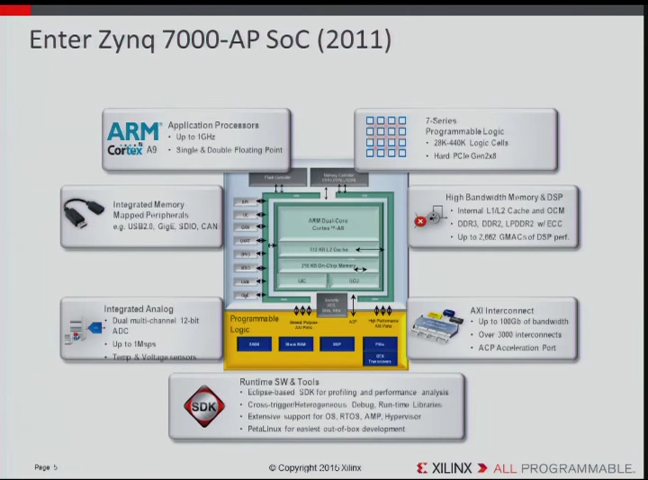 Enter Zynq 7000-AP SoC (2011)
ARM
Cortex A9
Application Processors
• Up to 1GHz
• Single & Double Floating Point
7-Series
Programmable Logic
• 28K-440K Logic Cells
• Hard PCIe Gen2x8
Integrated Memory
Mapped Peripherals
e.g. USB2.0, GigE, SDIO, CAN
High Bandwidth Memory & DSP
• Internal L1/L2 Cache and OCM
• DDR3, DDR2, LPDDR2 w/ ECC
• Up to 2,662 GMACs of DSP perf.
ARM Dual-Core
512 KB L2 Cache
On-Chip Memory
Integrated Analog
• Dual multi-channel 12-bit
ADC
• Up to 1Msps
• Temp & Voltage sensors
Programmable
Logic
AXI Interconnect
• Up to 100Gb of bandwidth
• Over 3000 interconnects
• ACP Acceleration Port
SDK
Runtime SW & Tools
• Eclipse-based SDK for profiling and performance analysis
• Cross-trigger/Heterogeneous Debug, Run-time Libraries
• Extensive support for OS, RTOS, AMP, Hypervisor
• PetaLinux for easiest out-of-box development
Page 5
© Copyright 2015 Xilinx
XILINX ALL PROGRAMMABLE.